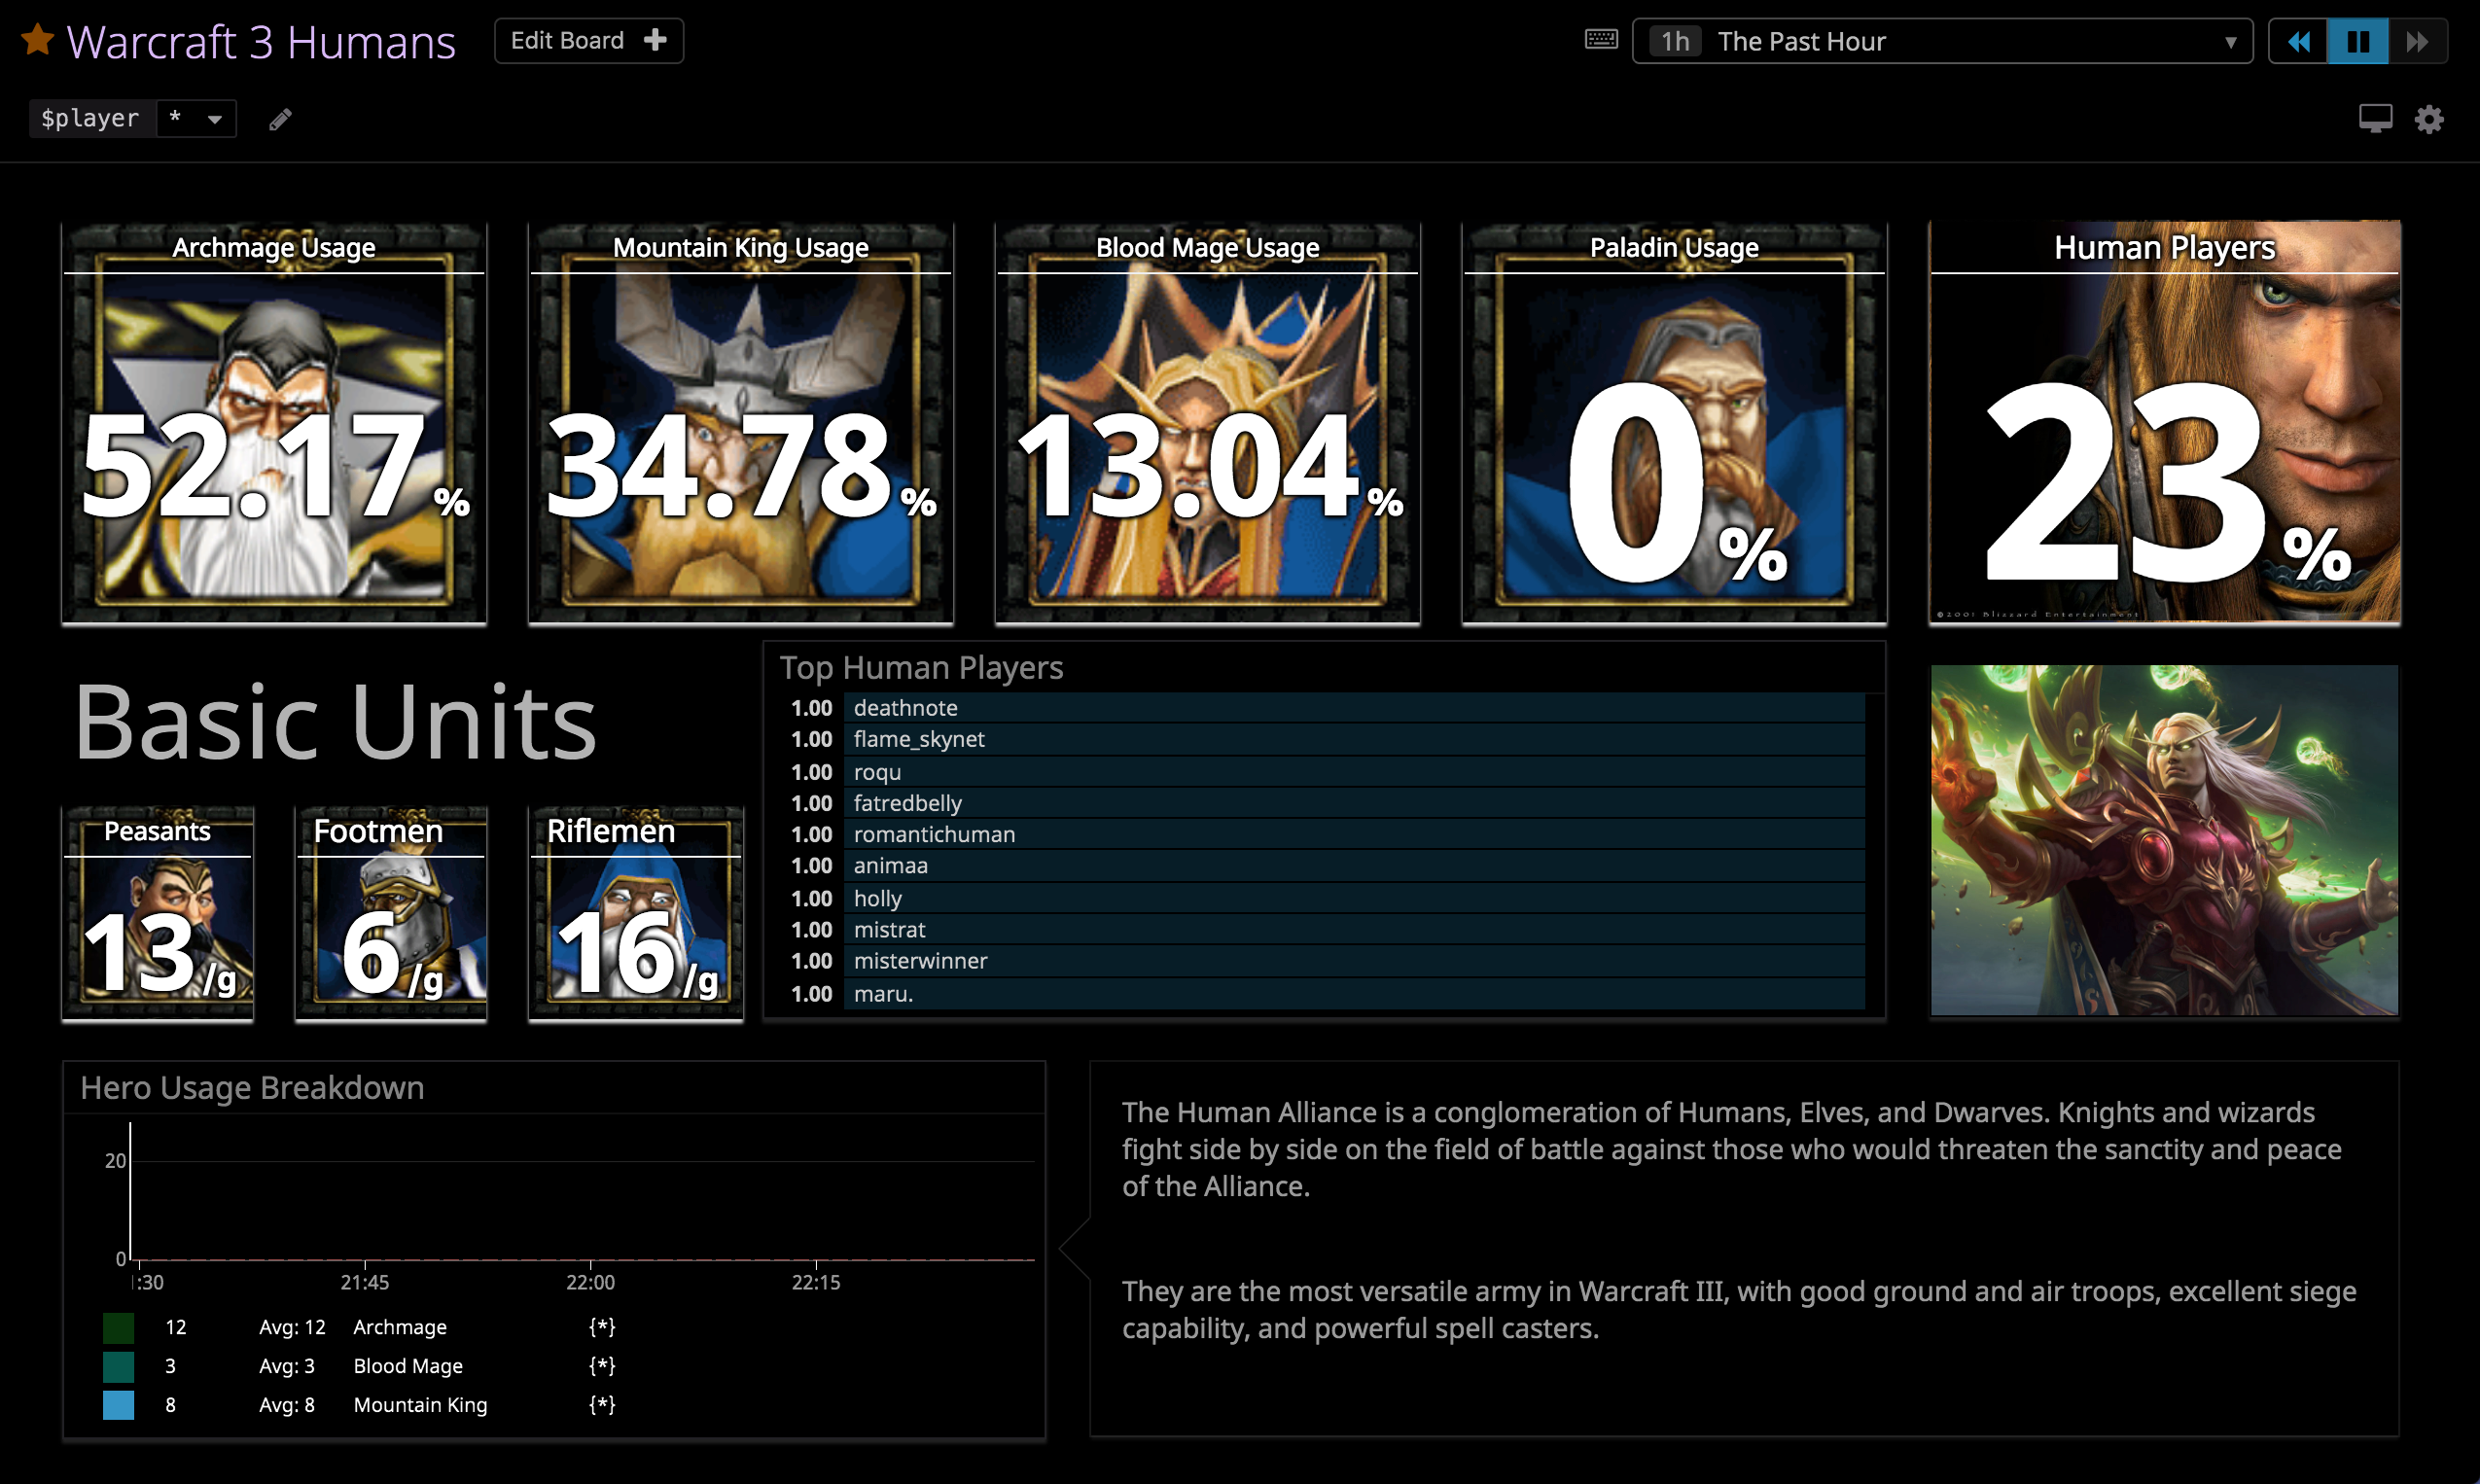 Warcraft 3 Humans
Edit Board +
1h The Past Hour
$player *
Archmage Usage
52.17%
Mountain King Usage
34.78%
Blood Mage Usage
13.04%
Paladin Usage
0%
Human Players
23%
©2001 Blizzard Entertainment
Basic Units
Peasants
13/g
Footmen
6/g
Riflemen
16/g
Top Human Players
1.00 deathnote
1.00 flame_skynet
1.00 roqu
1.00 fatredbelly
1.00 romantichuman
1.00 animaa
1.00 holly
1.00 mistrat
1.00 misterwinner
1.00 maru.
Hero Usage Breakdown
20
0
:30 21:45 22:00 22:15
12 Avg: 12 Archmage {*}
3 Avg: 3 Blood Mage {*}
8 Avg: 8 Mountain King {*}
The Human Alliance is a conglomeration of Humans, Elves, and Dwarves. Knights and wizards
fight side by side on the field of battle against those who would threaten the sanctity and peace
of the Alliance.
They are the most versatile army in Warcraft III, with good ground and air troops, excellent siege
capability, and powerful spell casters.